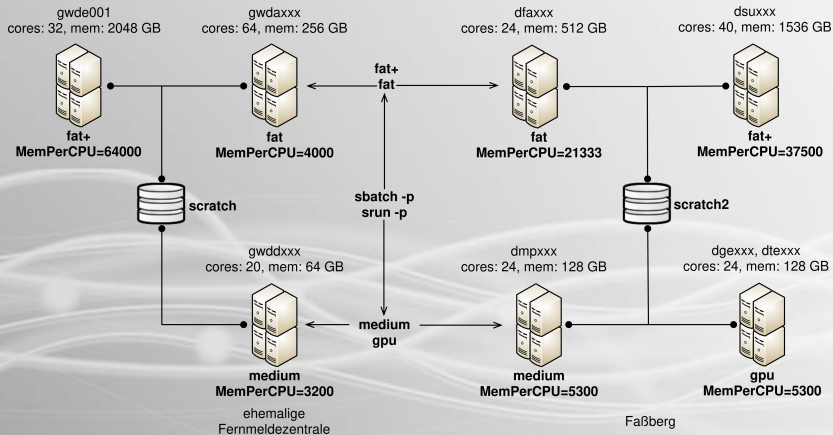 gwde001
cores: 32, mem: 2048 GB
gwdaxxx
cores: 64, mem: 256 GB
dfaxxx
cores: 24, mem: 512 GB
dsuxxx
cores: 40, mem: 1536 GB
fat+
fat
fat+
MemPerCPU=64000
fat
MemPerCPU=4000
fat
MemPerCPU=21333
fat+
MemPerCPU=37500
scratch
sbatch -p
srun -p
scratch2
gwddxxx
cores: 20, mem: 64 GB
dmpxxx
cores: 24, mem: 128 GB
dgexxx, dtexxx
cores: 24, mem: 128 GB
medium
gpu
medium
MemPerCPU=3200
medium
MemPerCPU=5300
gpu
MemPerCPU=5300
ehemalige
Fernmeldezentrale
Faßberg